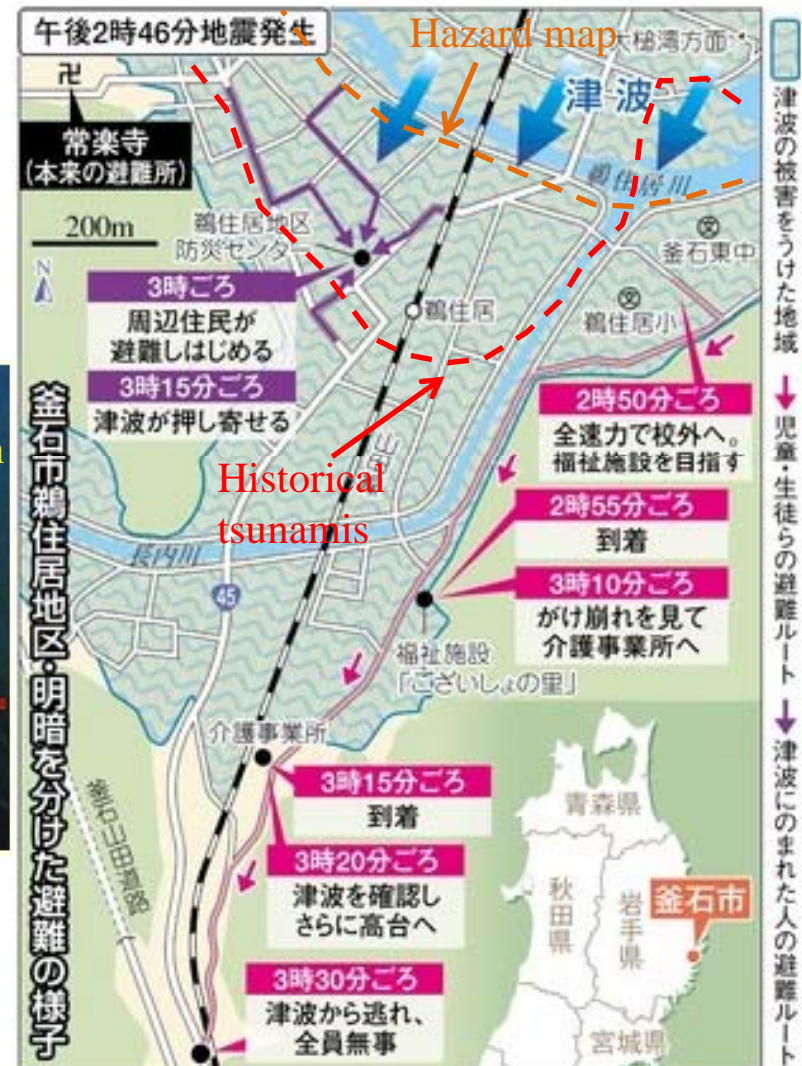 午後2時46分地震発生
Hazard map
大槌湾方面
津波
卍
常楽寺
(本来の避難所)
鵜住居川
200m
N
鵜住居地区
防災センター
釜石東中
文
文
鵜住居小
鵜住居
3時ごろ
周辺住民が
避難しはじめる
3時15分ごろ
津波が押し寄せる
2時50分ごろ
全速力で校外へ。
福祉施設を目指す
Historical
tsunamis
2時55分ごろ
到着
3時10分ごろ
がけ崩れを見て
介護事業所へ
長内川
45
福祉施設
「ございしょの里」
介護事業所
3時15分ごろ
到着
3時20分ごろ
津波を確認し
さらに高台へ
3時30分ごろ
津波から逃れ、
全員無事
釜石山田道路
青森県
秋田県
岩手県
釜石市
宮城県
釜石市鵜住居地区・明暗を分けた避難の様子
津波の被害をうけた地域
児童・生徒らの避難ルート
津波にのまれた人の避難ルート